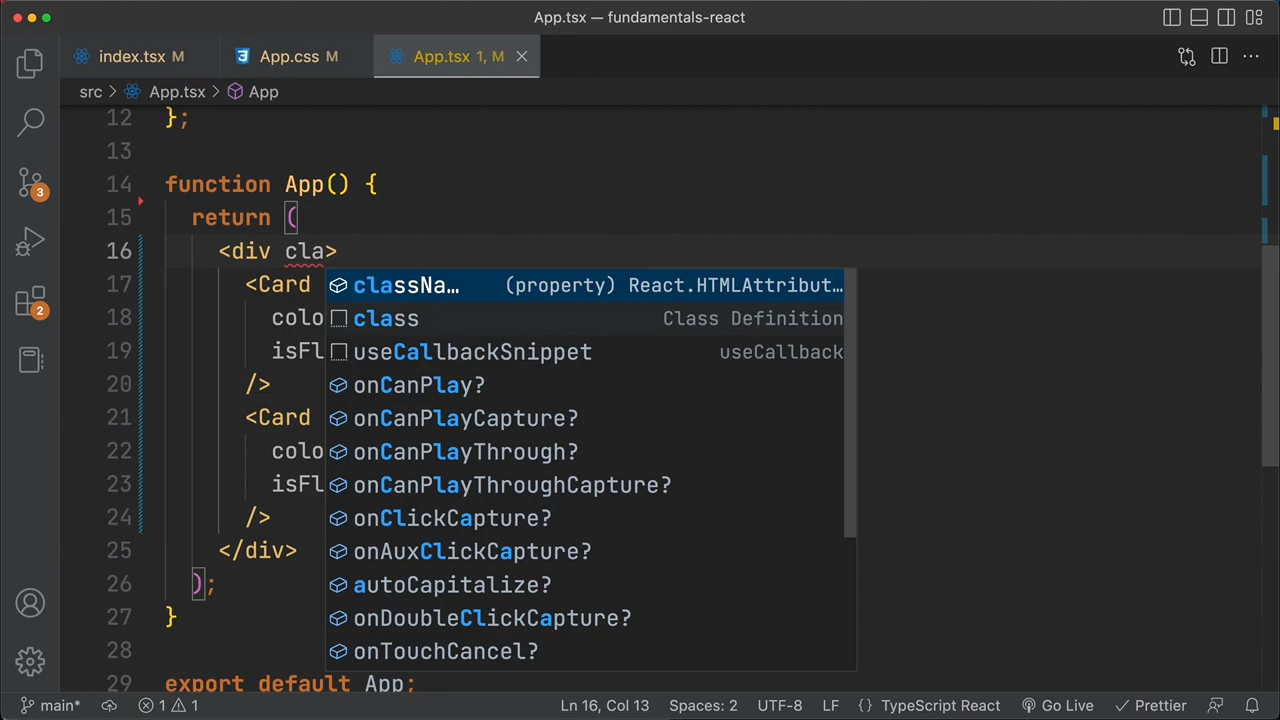 App.tsx — fundamentals-react
index.tsx M
App.css M
App.tsx 1, M
src > App.tsx > App
12 };
13
14 function App() {
15 return (
16 <div cla>
17 <Card
18 colo
19 isFl
20 />
21 <Card
22 colo
23 isFl
24 />
25 </div>
26 );
27 }
28
29 export default App;
classNa… (property) React.HTMLAttribut…
class Class Definition
useCallbackSnippet useCallback
onCanPlay?
onCanPlayCapture?
onCanPlayThrough?
onCanPlayThroughCapture?
onClickCapture?
onAuxClickCapture?
autoCapitalize?
onDoubleClickCapture?
onTouchCancel?
3
2
main* 1 1 Ln 16, Col 13 Spaces: 2 UTF-8 LF {} TypeScript React Go Live Prettier